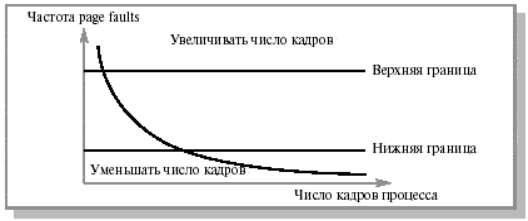 Частота page faults
Увеличивать число кадров
Верхняя граница
Нижняя граница
Уменьшать число кадров
Число кадров процесса